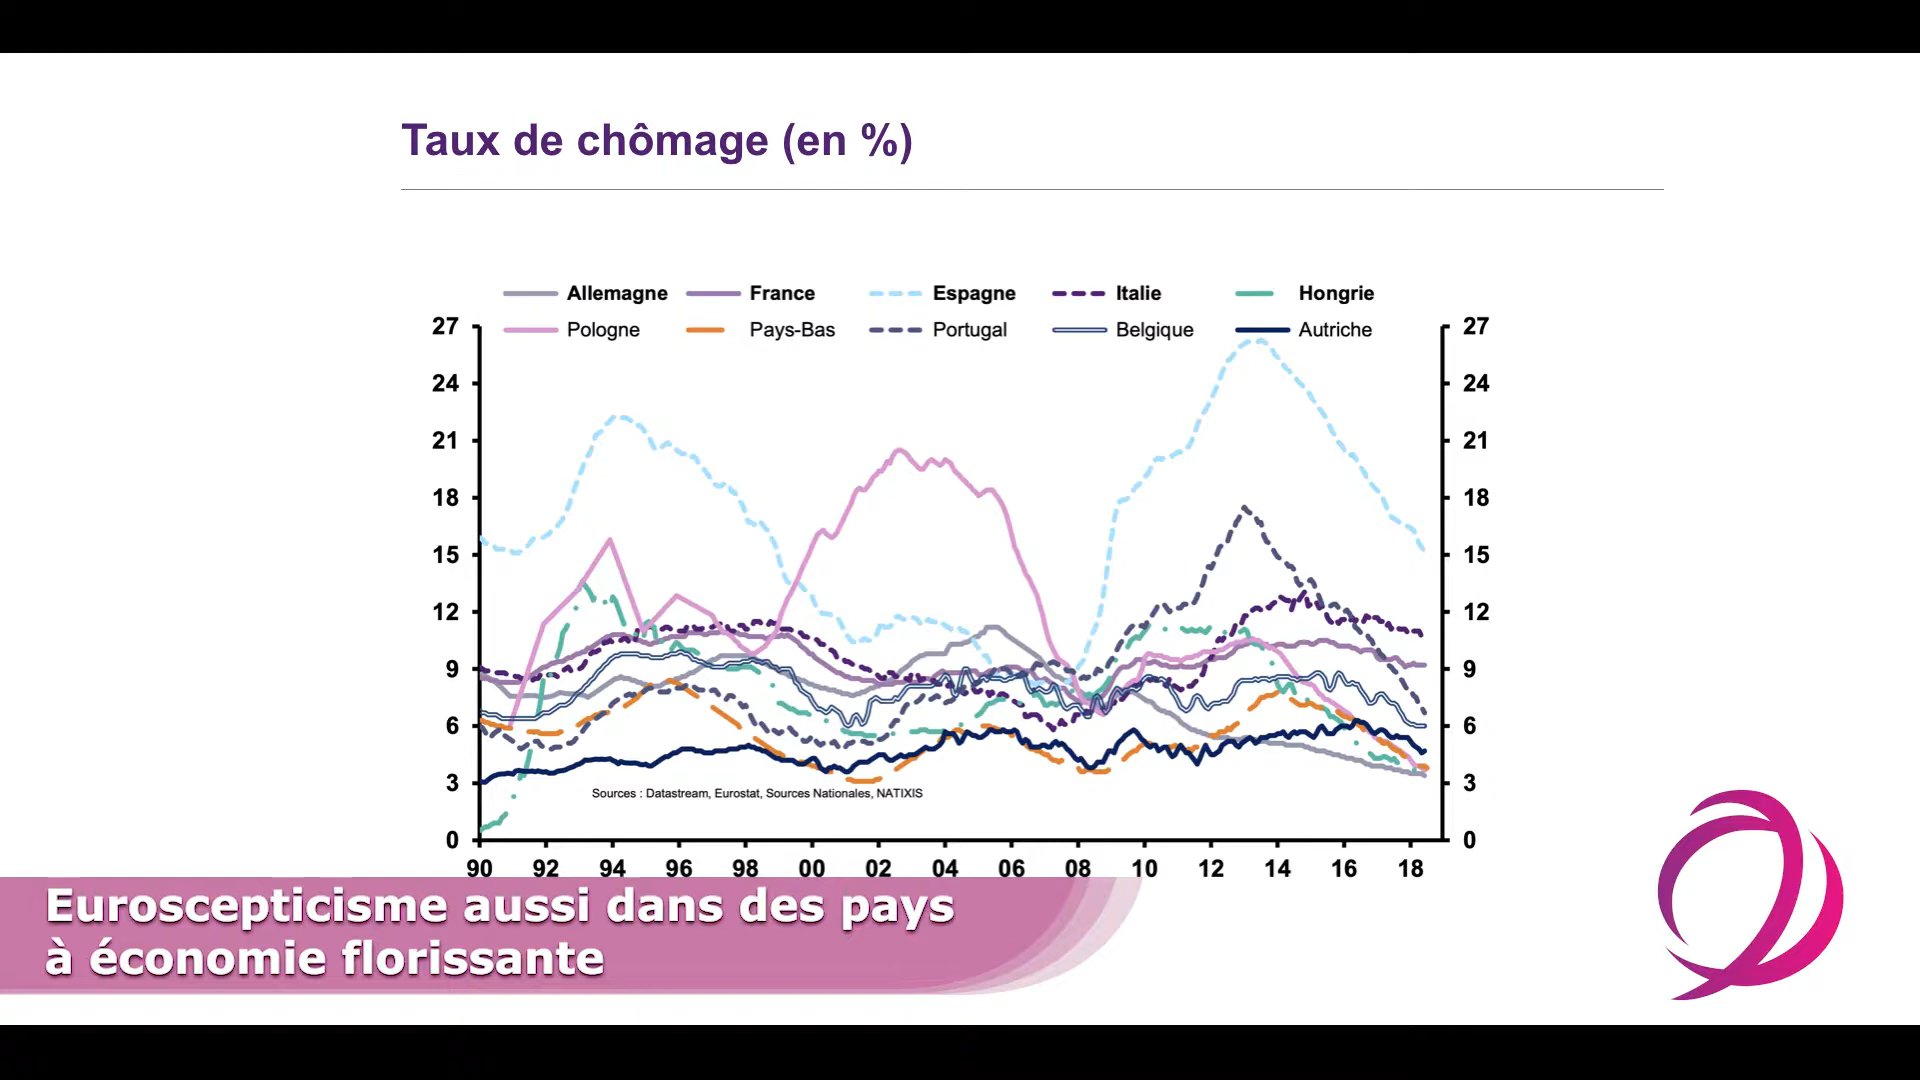 Taux de chômage (en %)
Allemagne France Espagne Italie Hongrie
Pologne Pays-Bas Portugal Belgique Autriche
27 27
24 24
21 21
18 18
15 15
12 12
9 9
6 6
3 3
Sources : Datastream, Eurostat, Sources Nationales, NATIXIS
0 0
90 92 94 96 98 00 02 04 06 08 10 12 14 16 18
Euroscepticisme aussi dans des pays
à économie florissante